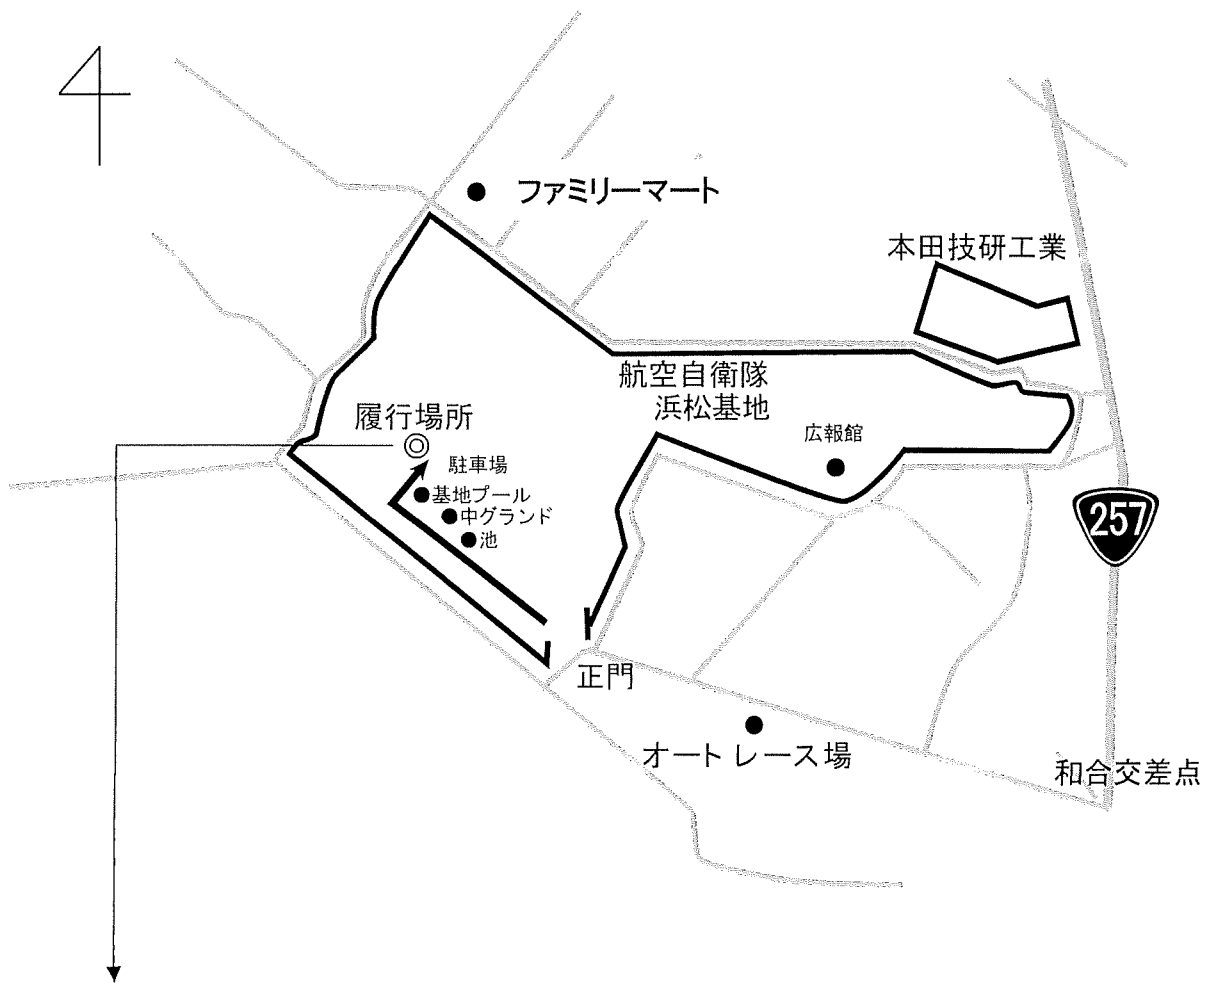 ファミリーマート
本田技研工業
航空自衛隊
浜松基地
履行場所
広報館
駐車場
基地プール
中グランド
池
257
正門
オートレース場
和合交差点